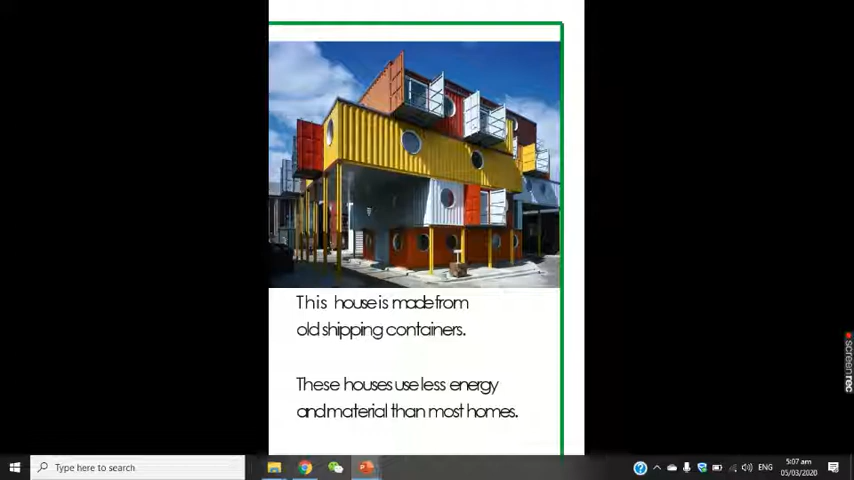 This house is made from
old shipping containers.
These houses use less energy
and material than most homes.
Type here to search
ENG
5:07 am
05/03/2020
screenrec